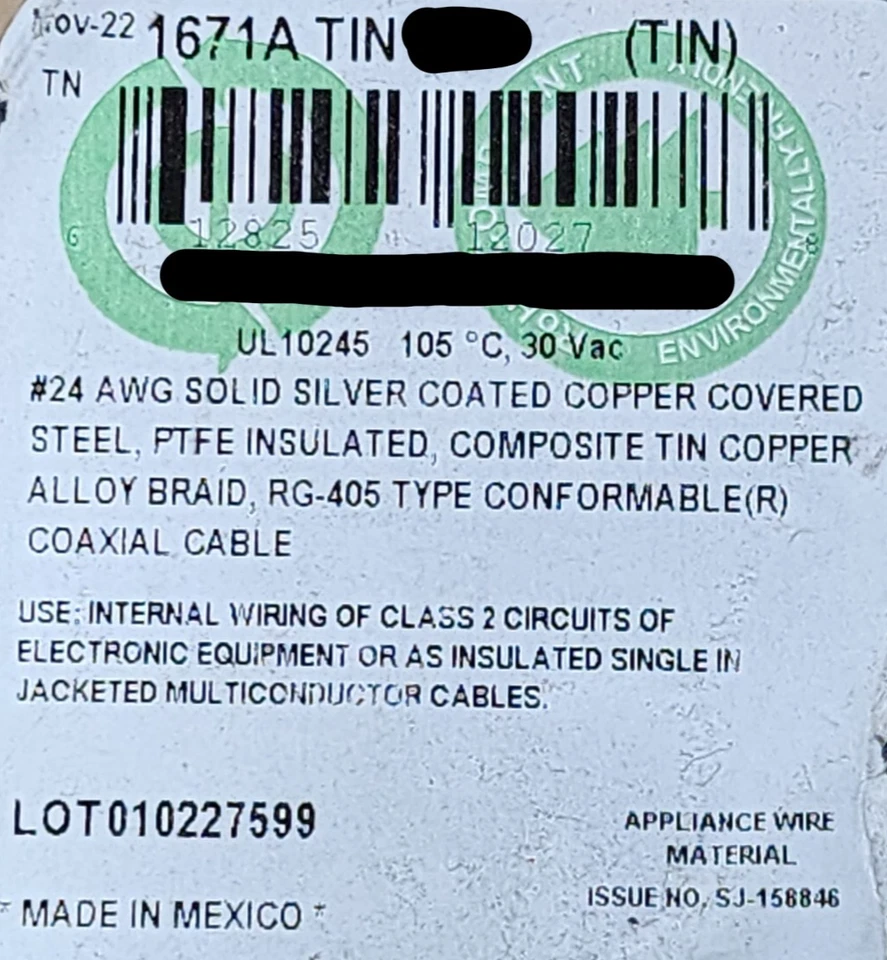 Nov-22 1671A TIN (TIN)
TN
12825 12027
ENVIRONMENTALLY FRIENDLY
UL10245 105 °C, 30 Vac
#24 AWG SOLID SILVER COATED COPPER COVERED
STEEL, PTFE INSULATED, COMPOSITE TIN COPPER
ALLOY BRAID, RG-405 TYPE CONFORMABLE(R)
COAXIAL CABLE
USE: INTERNAL WIRING OF CLASS 2 CIRCUITS OF
ELECTRONIC EQUIPMENT OR AS INSULATED SINGLE IN
JACKETED MULTICONDUCTOR CABLES.
LOT010227599
APPLIANCE WIRE
MATERIAL
ISSUE NO. SJ-158846
* MADE IN MEXICO *